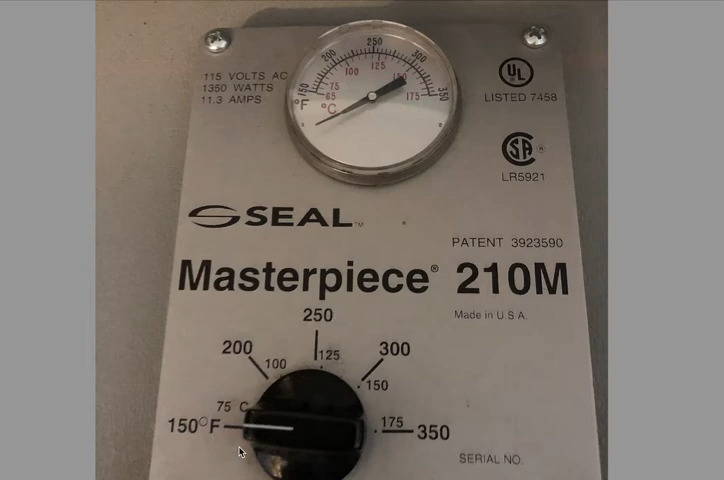 115 VOLTS AC
1350 WATTS
11.3 AMPS
150 200 250 300 350
65 75 100 125 150 175
°F
°C
UL
LISTED 7458
SA ®
LR5921
SEAL TM
PATENT 3923590
Masterpiece® 210M
Made in U.S.A.
250
200 125 300
100 150
75 C
150°F 175 350
SERIAL NO.